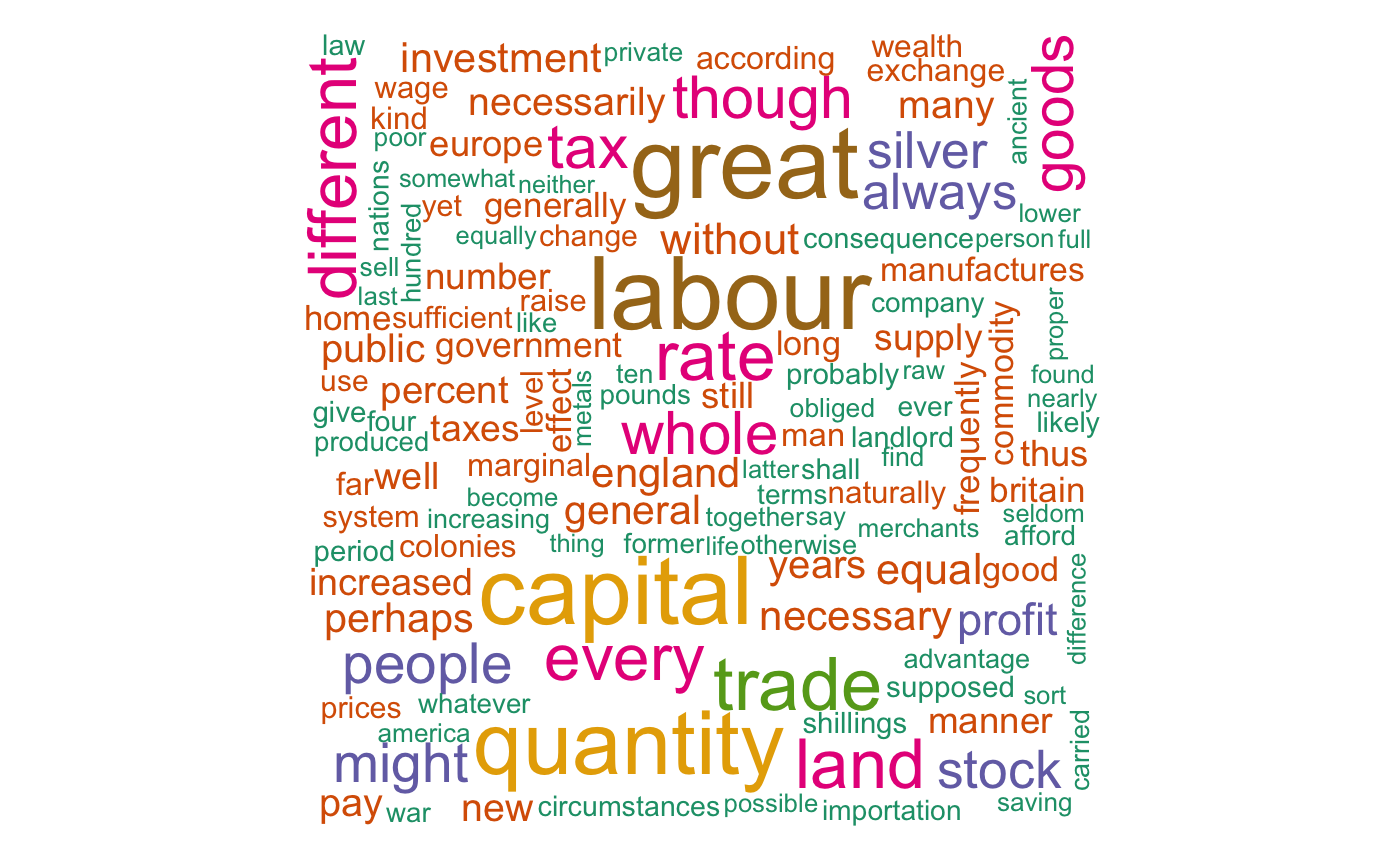 law
investment
private
according
wealth
exchange
goods
differents
wage
necessarily
though
many
ancient
kind
poor
europe
tax
great
silver
always
nations
somewhat
neither
hundred
yet
generally
lower
equally
change
without
consequence
person
full
sell
number
labour
manufactures
last
raise
company
home
sufficient
like
proper
public
government
rate
long
supply
commodity
use
percent
level
effect
metals
ten
pounds
still
probably
raw
frequently
found
nearly
give
four
obliged
ever
likely
produced
taxes
whole
man
landlord
find
thus
far
well
marginal
england
latter
shall
become
terms
naturally
britain
system
increasing
general
together
say
merchants
seldom
afford
period
colonies
thing
former
life
otherwise
increased
capital
years
equal
good
difference
perhaps
necessary
profit
people
every
trade
advantage
supposed
sort
prices
whatever
america
quantity
shillings
manner
carried
might
land
stock
pay
war
new
circumstances
possible
importation
saving